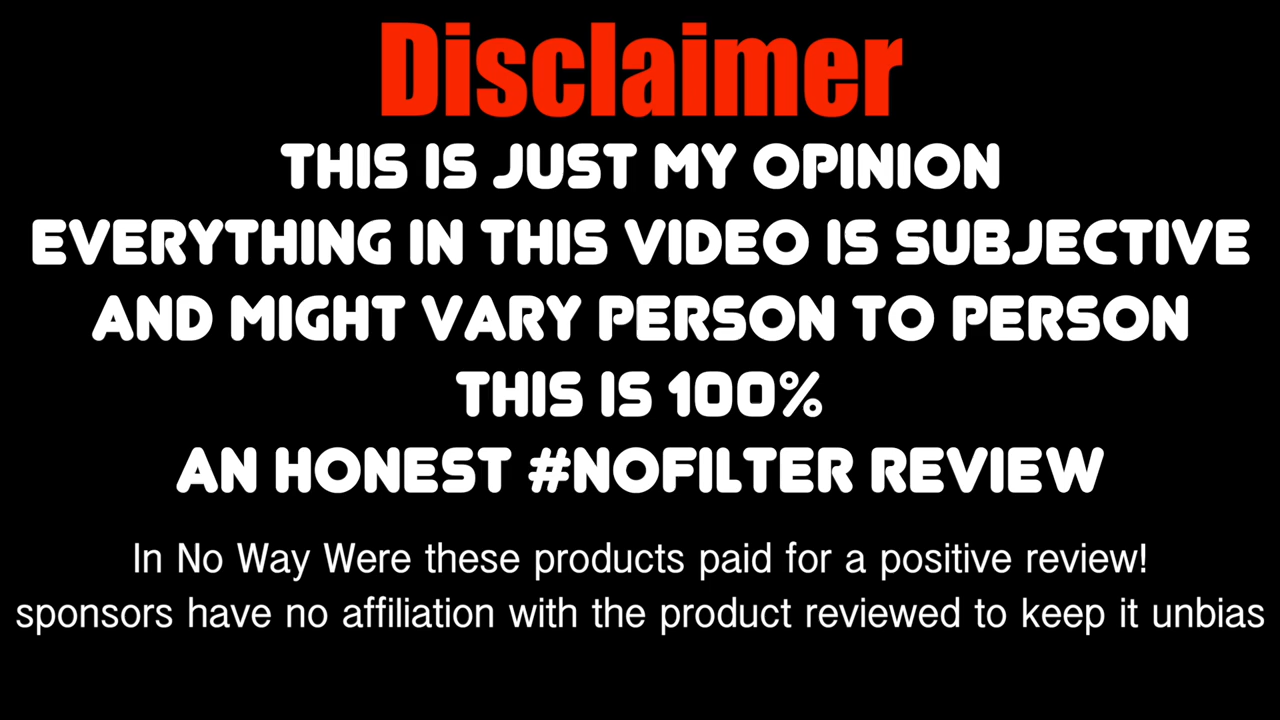 Disclaimer
THIS IS JUST MY OPINION
EVERYTHING IN THIS VIDEO IS SUBJECTIVE
AND MIGHT VARY PERSON TO PERSON
THIS IS 100%
AN HONEST #NOFILTER REVIEW
In No Way Were these products paid for a positive review!
sponsors have no affiliation with the product reviewed to keep it unbias